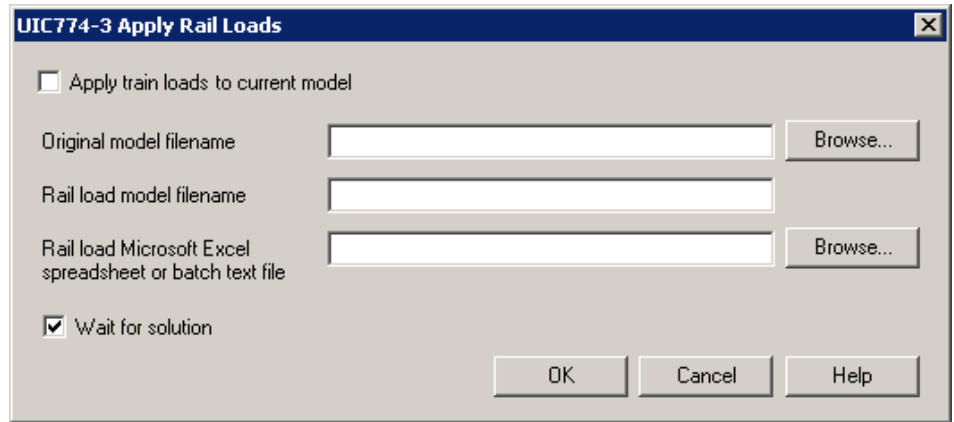 UIC774-3 Apply Rail Loads
Apply train loads to current model
Original model filename
Browse...
Rail load model filename
Rail load Microsoft Excel
spreadsheet or batch text file
Browse...
Wait for solution
OK
Cancel
Help